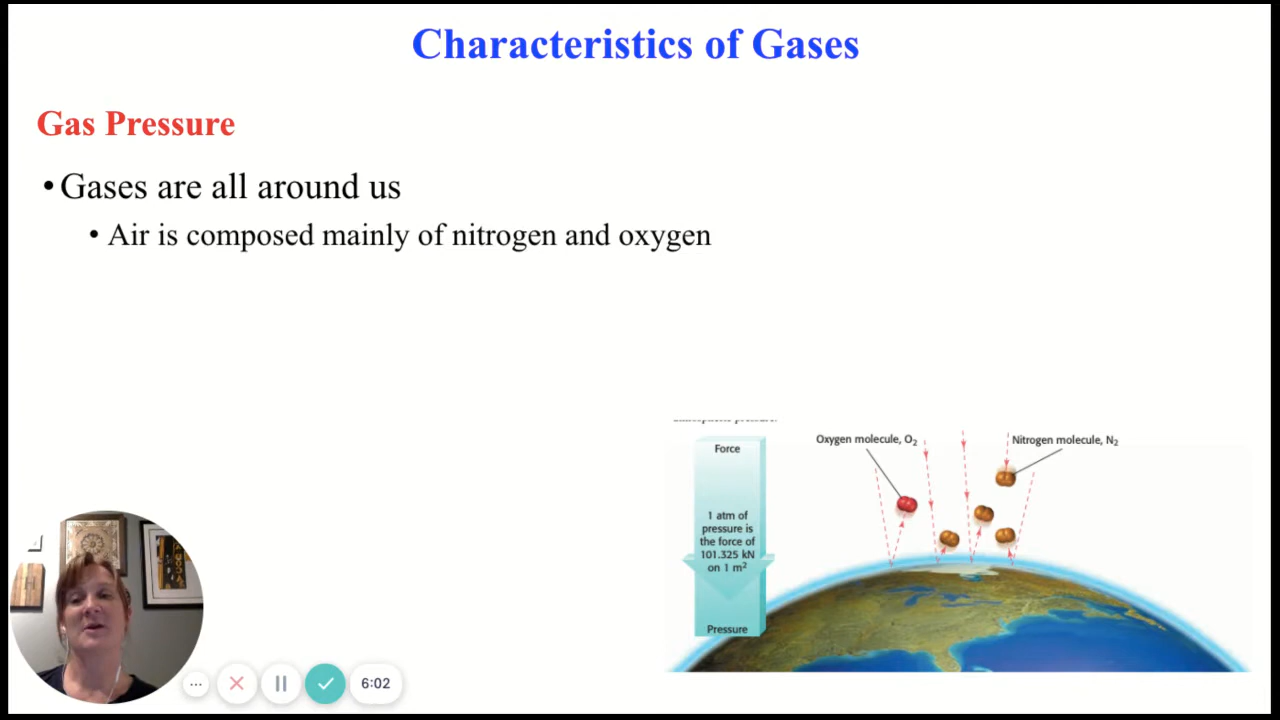 Characteristics of Gases
Gas Pressure
• Gases are all around us
• Air is composed mainly of nitrogen and oxygen
Force
1 atm of
pressure is
the force of
101.325 kN
on 1 m²
Pressure
Oxygen molecule, O₂
Nitrogen molecule, N₂
6:02